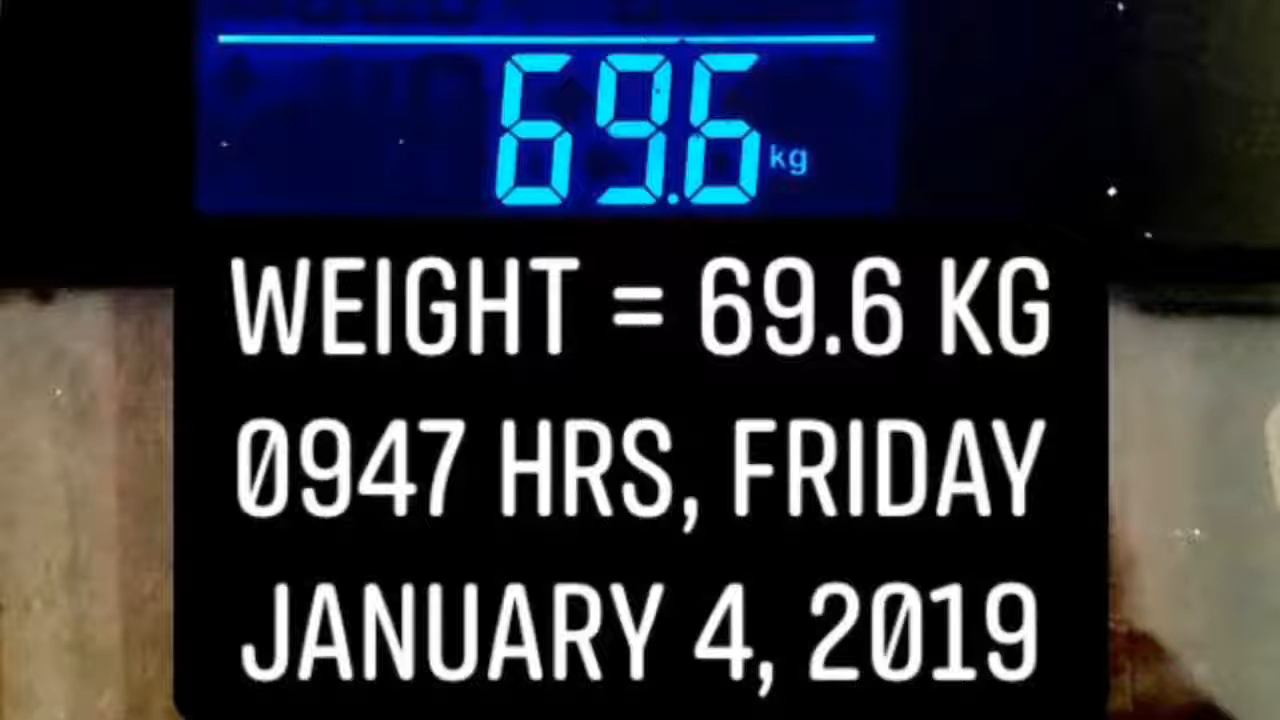 69.6 kg
WEIGHT = 69.6 KG
0947 HRS, FRIDAY
JANUARY 4, 2019